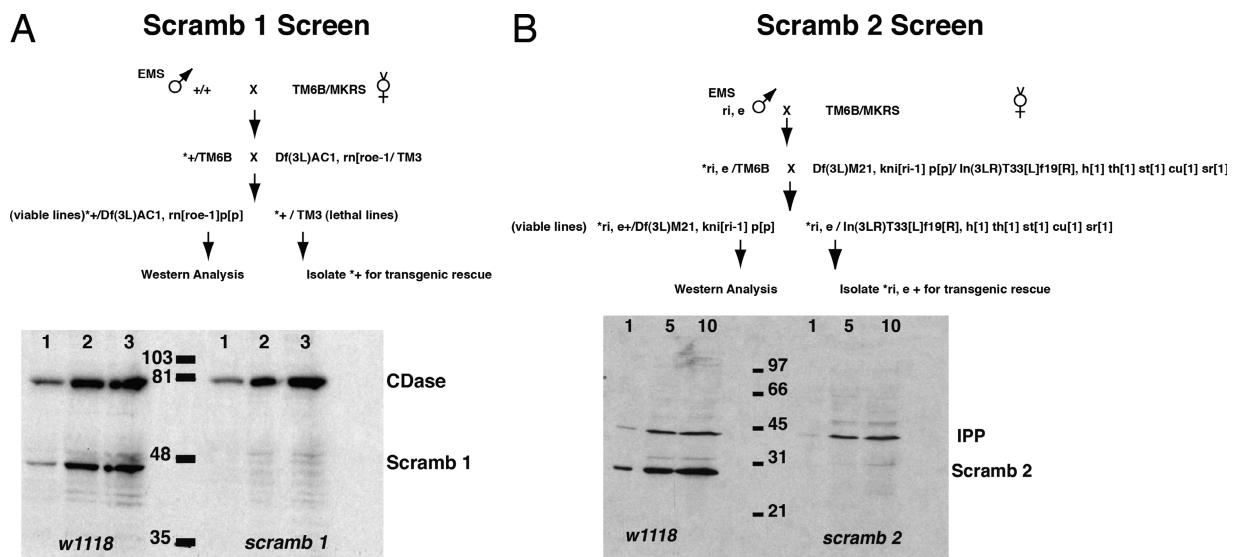 A
Scramb 1 Screen
EMS
+/+ X TM6B/MKRS
*+/TM6B X Df(3L)AC1, rn[roe-1/ TM3
(viable lines)*+/Df(3L)AC1, rn[roe-1]p[p] *+ / TM3 (lethal lines)
Western Analysis Isolate *+ for transgenic rescue
1 2 3 1 2 3
103
81
CDase
48
Scramb 1
35
w1118 scramb 1
B
Scramb 2 Screen
EMS
ri, e X TM6B/MKRS
*ri, e /TM6B X Df(3L)M21, kni[ri-1] p[p]/ In(3LR)T33[L]f19[R], h[1] th[1] st[1] cu[1] sr[1]
(viable lines) *ri, e+/Df(3L)M21, kni[ri-1] p[p] *ri, e / In(3LR)T33[L]f19[R], h[1] th[1] st[1] cu[1] sr[1]
Western Analysis Isolate *ri, e + for transgenic rescue
1 5 10 1 5 10
97
66
45
IPP
31
Scramb 2
21
w1118 scramb 2